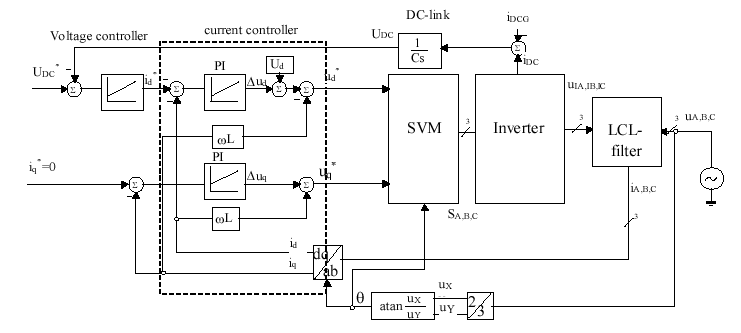 DC-link
iDCG
Voltage controller
current controller
UDC
1
Cs
Σ
iDC
UDC*
−
Σ
id*
−
Σ
PI
Δud
Ud
Σ
Σ
−
ud*
uIA,IB,IC
SVM
3
Inverter
3
LCL-filter
3
uA,B,C
ωL
PI
iq*=0
Σ
−
Δuq
Σ
uq*
iA,B,C
ωL
SA,B,C
3
id
iq
dq
ab
θ
atan
uX
uY
uX
uY
2
3